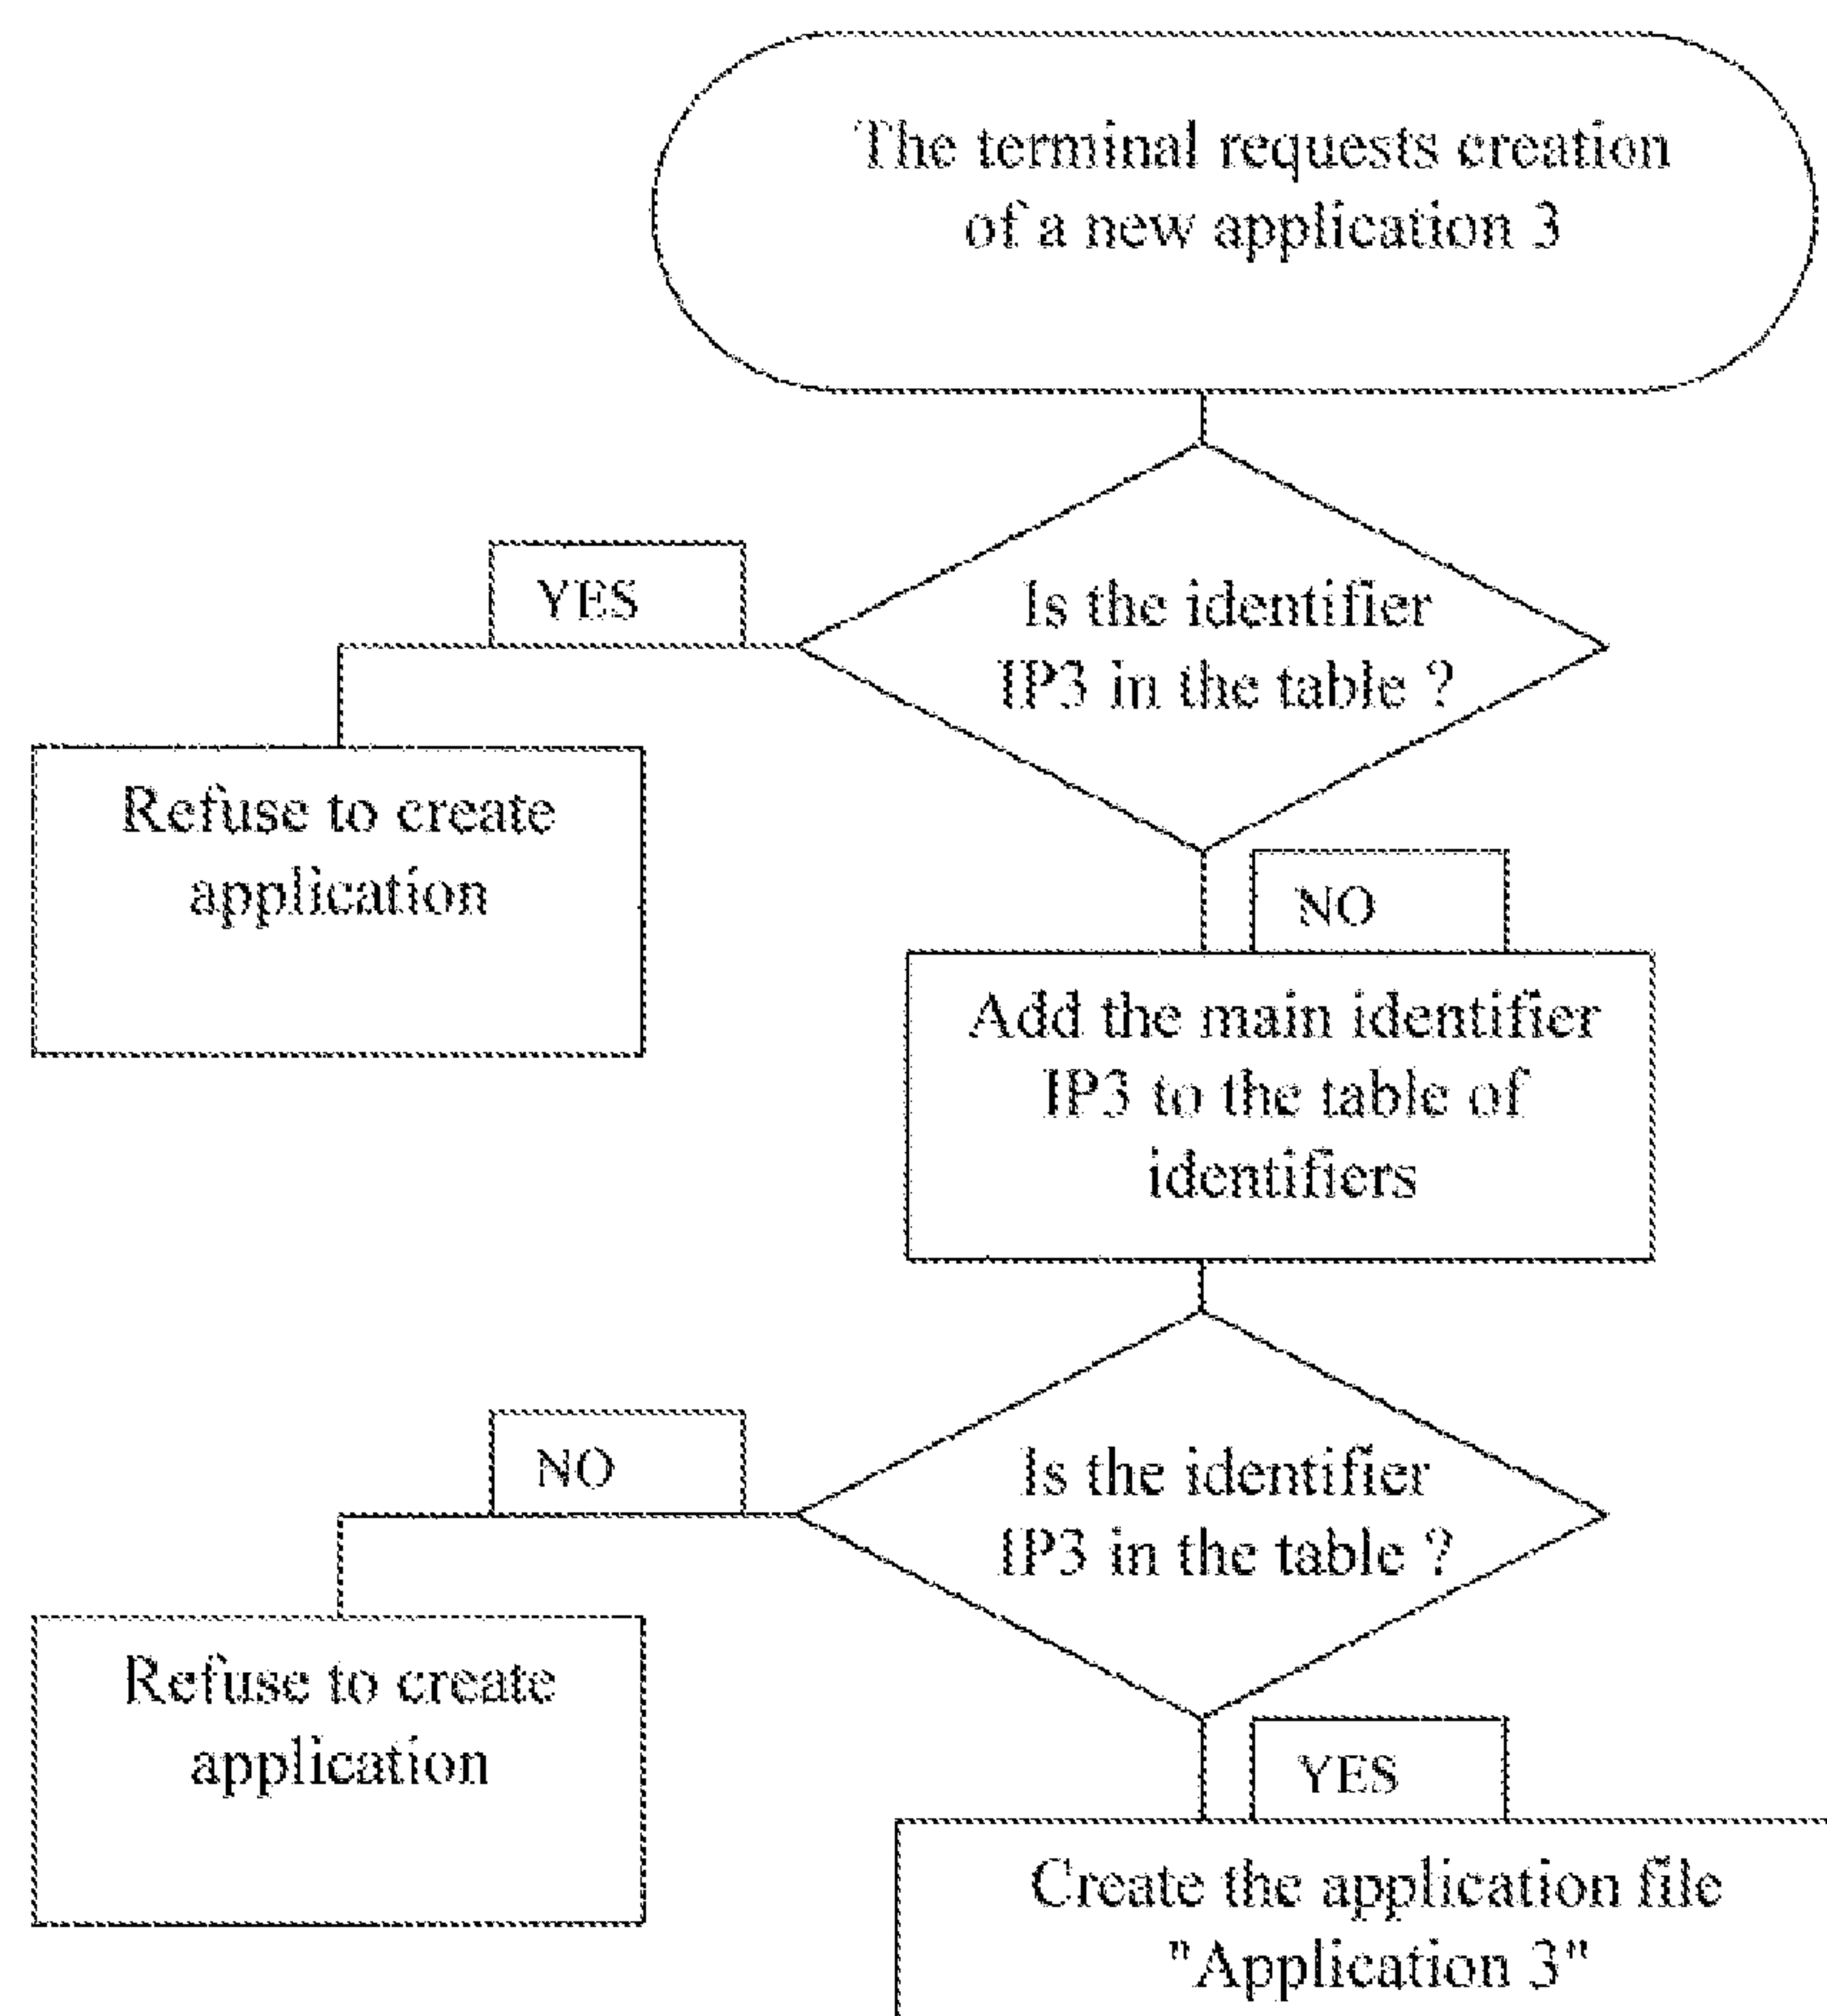 The terminal requests creation
of a new application 3
YES
Is the identifier
IP3 in the table ?
Refuse to create
application
NO
Add the main identifier
IP3 to the table of
identifiers
NO
Is the identifier
IP3 in the table ?
Refuse to create
application
YES
Create the application file
"Application 3"